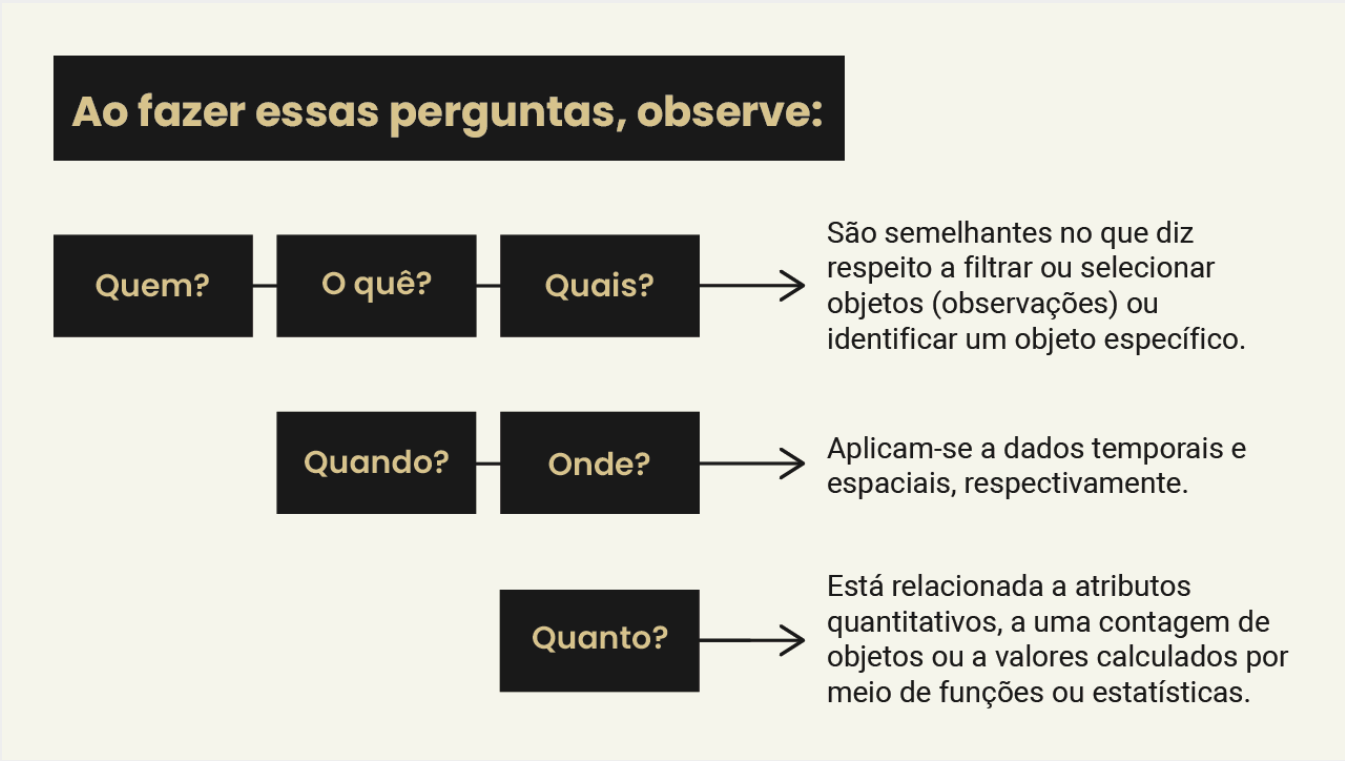 Ao fazer essas perguntas, observe:
Quem?
O quê?
Quais?
São semelhantes no que diz
respeito a filtrar ou selecionar
objetos (observações) ou
identificar um objeto específico.
Quando?
Onde?
Aplicam-se a dados temporais e
espaciais, respectivamente.
Quanto?
Está relacionada a atributos
quantitativos, a uma contagem de
objetos ou a valores calculados por
meio de funções ou estatísticas.